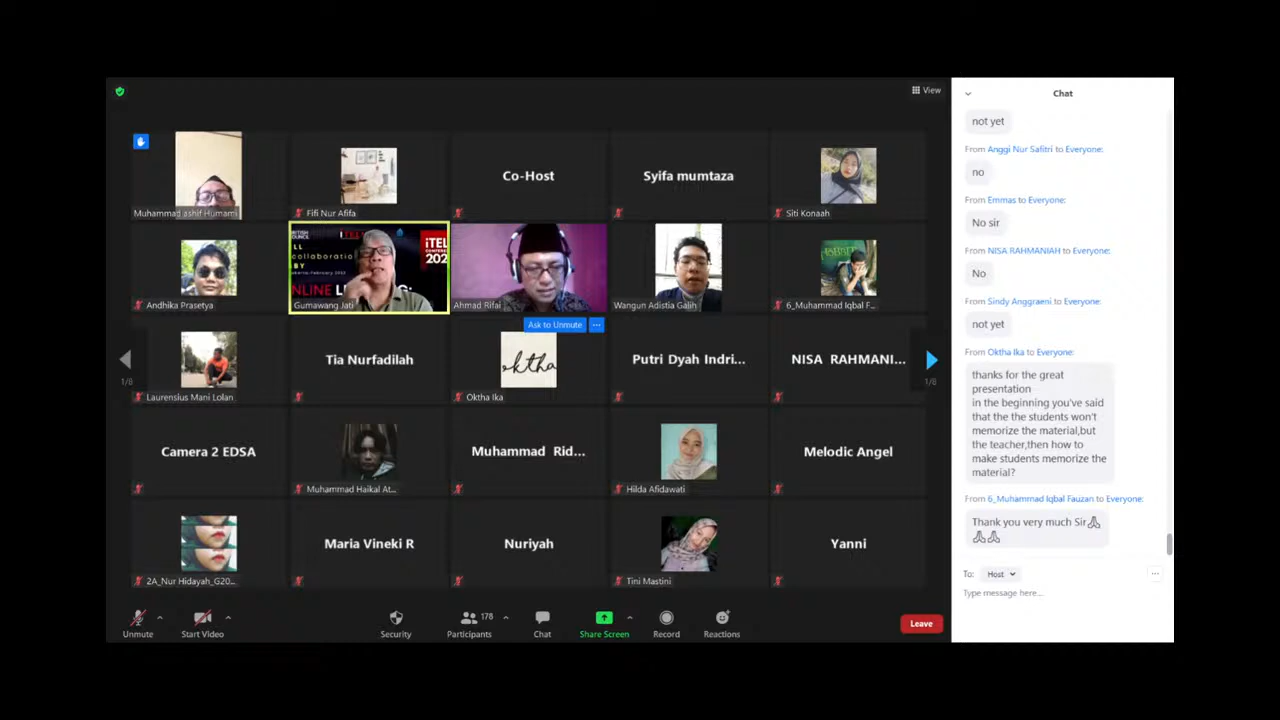 View
Muhammad ashif Humami
Fifi Nur Afifa
Co-Host
Syifa mumtaza
Siti Konaah
Andhika Prasetya
iTELL
collaboratio
BY
NLINE LE
202
Gumawang Jati
Ahmad Rifai
Wangun Adistia Galih
6_Muhammad Iqbal F...
Ask to Unmute
1/8
Laurensius Mani Lolan
Tia Nurfadilah
oktha
Oktha Ika
Putri Dyah Indri...
NISA RAHMANI...
1/8
Camera 2 EDSA
Muhammad Haikal At...
Muhammad Rid...
Hilda Afidawati
Melodic Angel
2A_Nur Hidayah_G20...
Maria Vineki R
Nuriyah
Tini Mastini
Yanni
Unmute
Start Video
Security
178
Participants
Chat
Share Screen
Record
Reactions
Leave
Chat
not yet
From Anggi Nur Safitri to Everyone:
no
From Emmas to Everyone:
No sir
From NISA RAHMANIAH to Everyone:
No
From Sindy Anggraeni to Everyone:
not yet
From Oktha Ika to Everyone:
thanks for the great
presentation
in the beginning you've said
that the the students won't
memorize the material,but
the teacher,then how to
make students memorize the
material?
From 6_Muhammad Iqbal Fauzan to Everyone:
Thank you very much Sir🙏
🙏🙏
To: Host
Type message here...